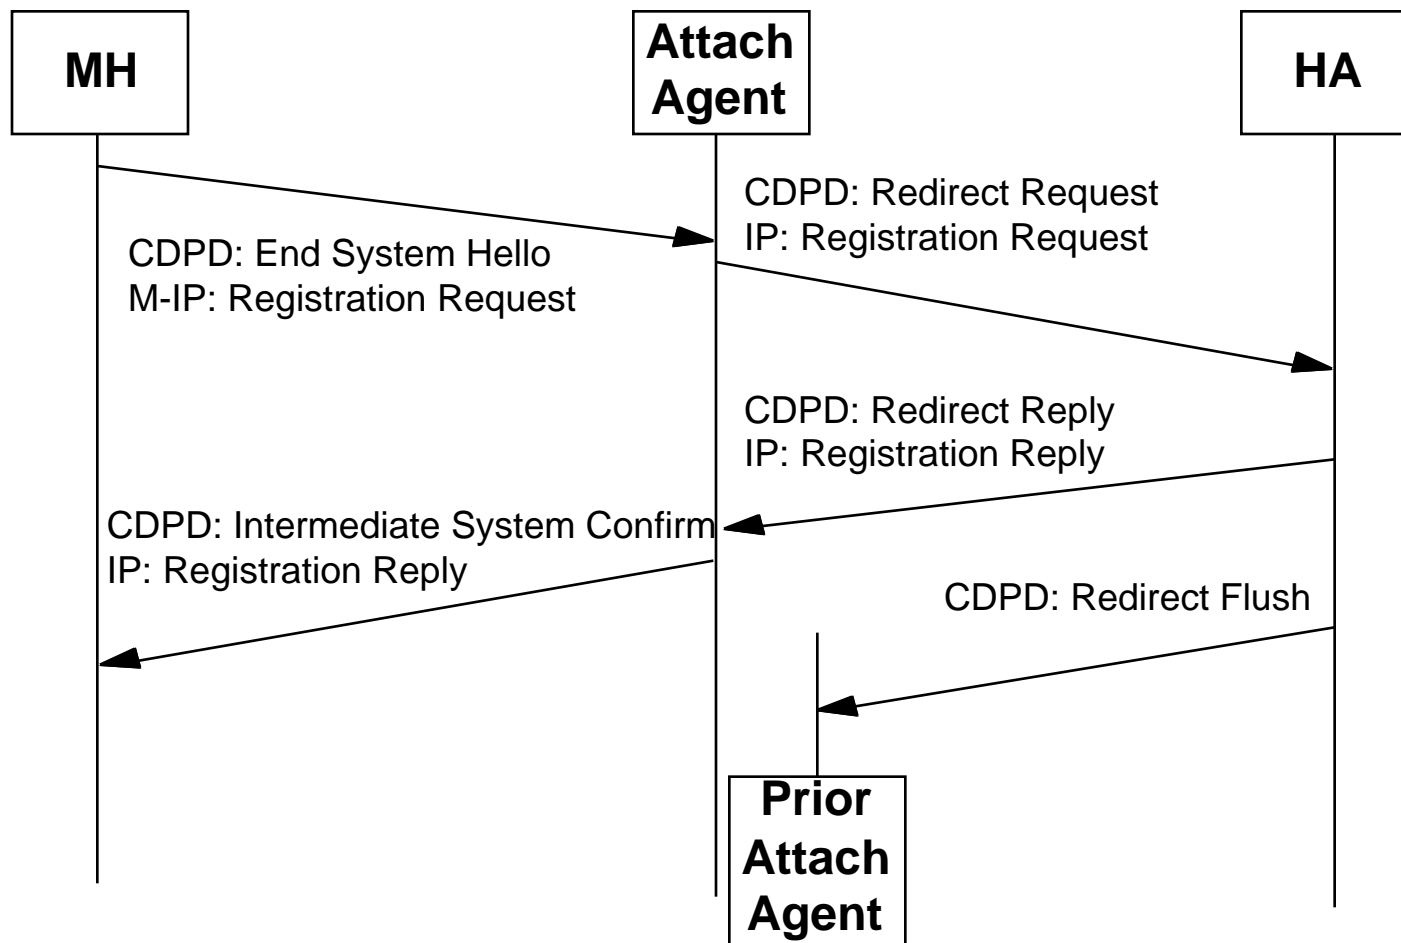 MH
Attach
Agent
HA
CDPD: Redirect Request
IP: Registration Request
CDPD: End System Hello
M-IP: Registration Request
CDPD: Redirect Reply
IP: Registration Reply
CDPD: Intermediate System Confirm
IP: Registration Reply
CDPD: Redirect Flush
Prior
Attach
Agent